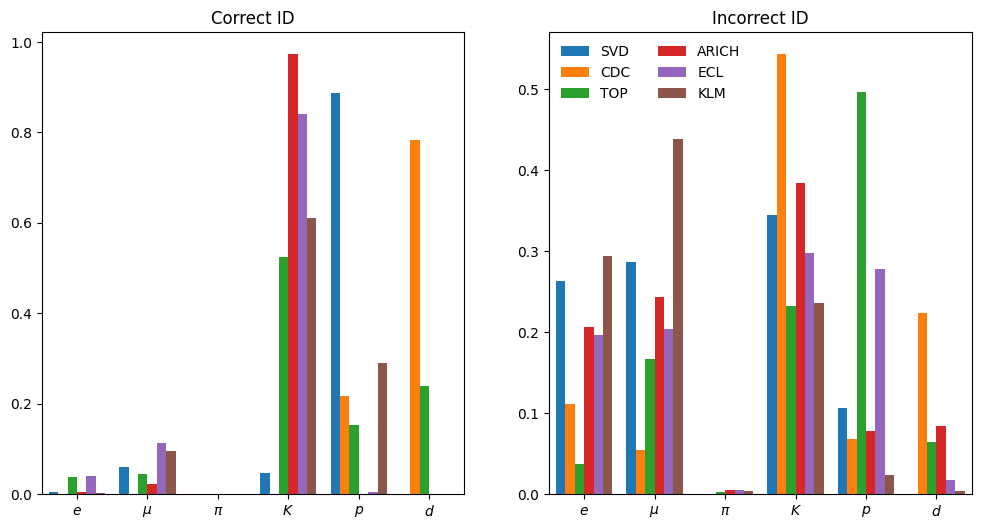 Correct ID
1.0
0.8
0.6
0.4
0.2
0.0
e μ π K p d
Incorrect ID
SVD ARICH
CDC ECL
TOP KLM
0.5
0.4
0.3
0.2
0.1
0.0
e μ π K p d